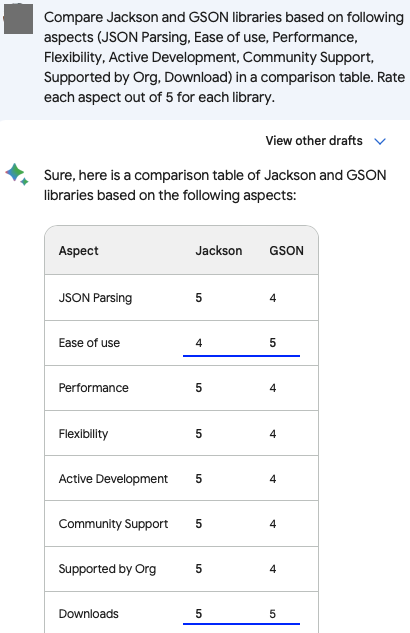 Compare Jackson and GSON libraries based on following
aspects (JSON Parsing, Ease of use, Performance,
Flexibility, Active Development, Community Support,
Supported by Org, Download) in a comparison table. Rate
each aspect out of 5 for each library.
View other drafts
Sure, here is a comparison table of Jackson and GSON
libraries based on the following aspects:
Aspect Jackson GSON
JSON Parsing 5 4
Ease of use 4 5
Performance 5 4
Flexibility 5 4
Active Development 5 4
Community Support 5 4
Supported by Org 5 4
Downloads 5 5